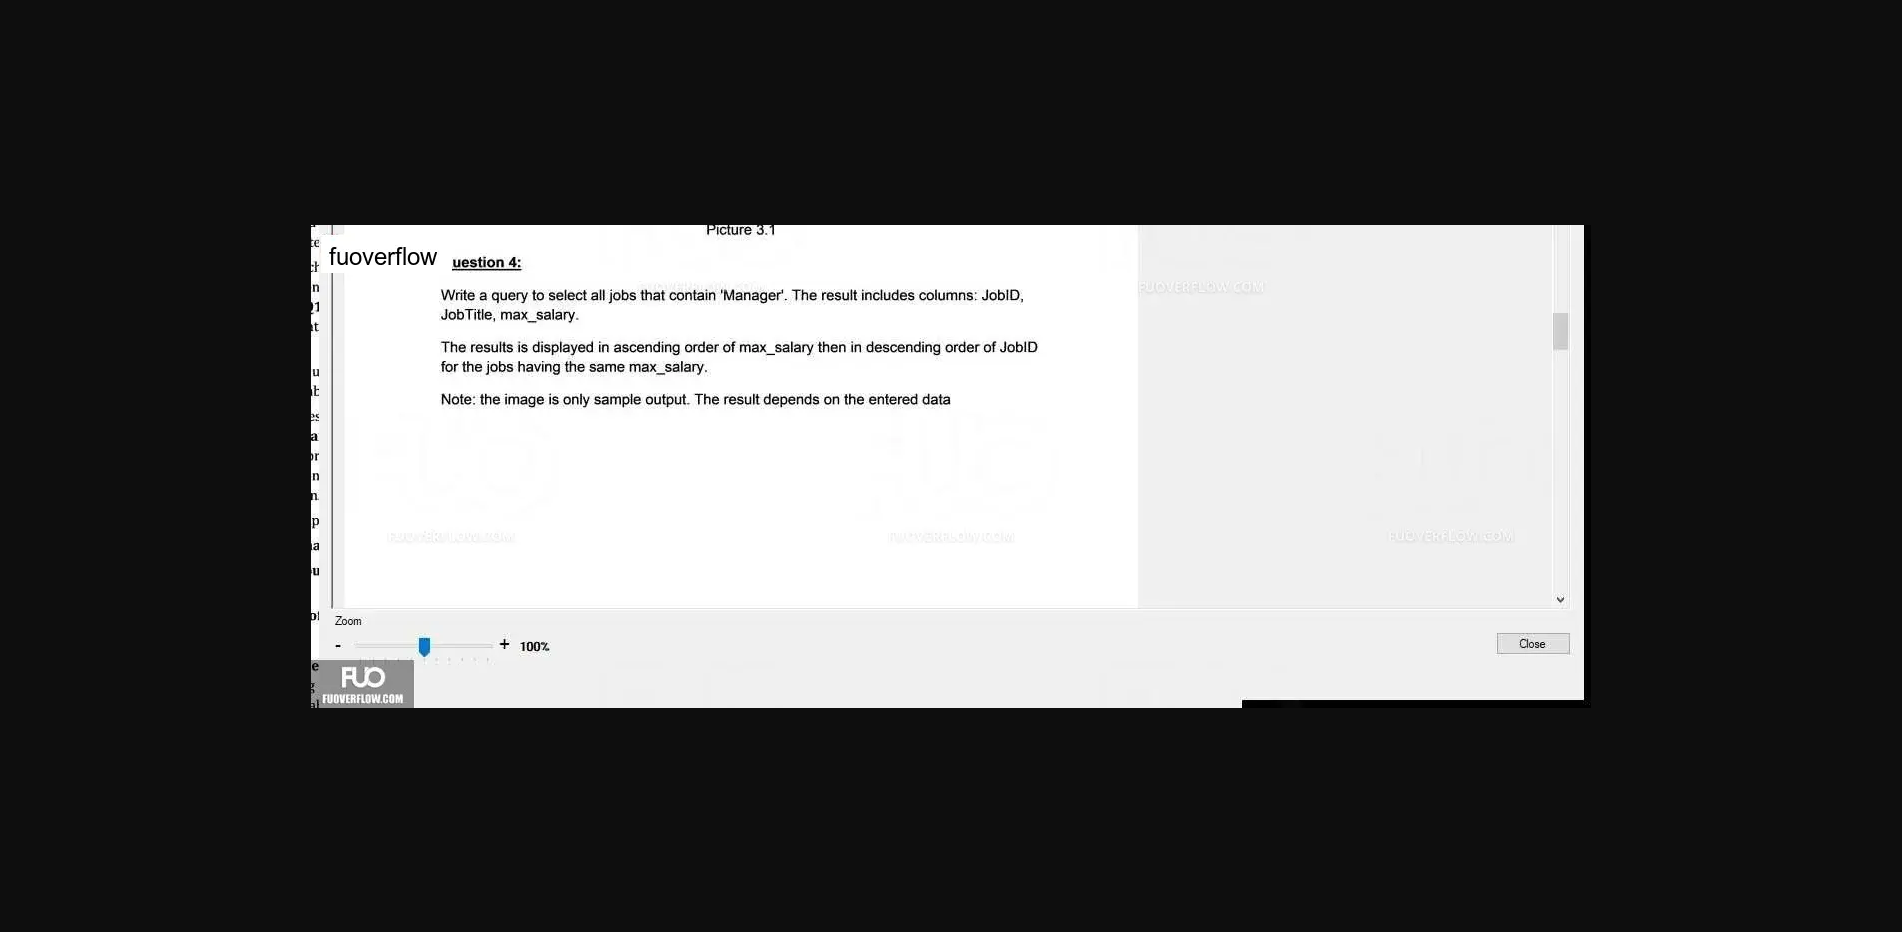 Picture 3.1
fuoverflow
uestion 4:
Write a query to select all jobs that contain 'Manager'. The result includes columns: JobID,
JobTitle, max_salary.
The results is displayed in ascending order of max_salary then in descending order of JobID
for the jobs having the same max_salary.
Note: the image is only sample output. The result depends on the entered data
FUOVERFLOW.COM
FUOVERFLOW.COM FUOVERFLOW.COM FUOVERFLOW.COM
Zoom
- + 100%
Close
FUO
FUOVERFLOW.COM